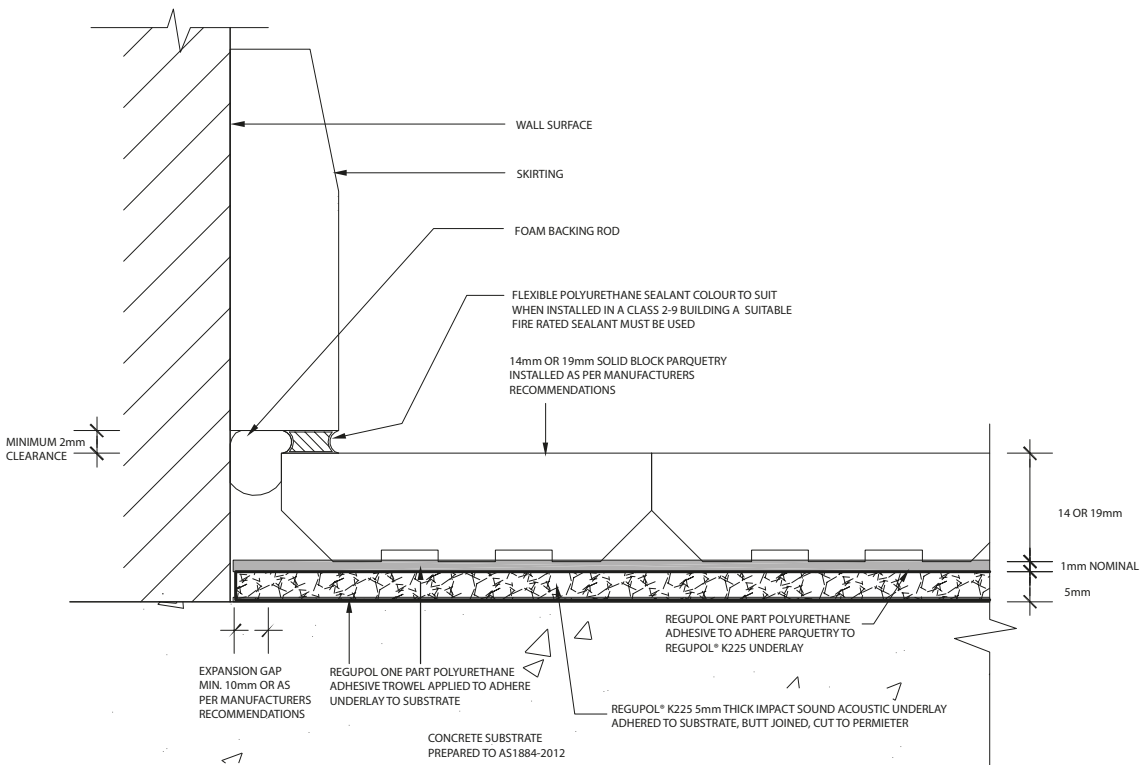 WALL SURFACE
SKIRTING
FOAM BACKING ROD
FLEXIBLE POLYURETHANE SEALANT COLOUR TO SUIT
WHEN INSTALLED IN A CLASS 2-9 BUILDING A SUITABLE
FIRE RATED SEALANT MUST BE USED
14mm OR 19mm SOLID BLOCK PARQUETRY
INSTALLED AS PER MANUFACTURERS
RECOMMENDATIONS
MINIMUM 2mm
CLEARANCE
14 OR 19mm
1mm NOMINAL
5mm
REGUPOL ONE PART POLYURETHANE
ADHESIVE TO ADHERE PARQUETRY TO
REGUPOL® K225 UNDERLAY
EXPANSION GAP
MIN. 10mm OR AS
PER MANUFACTURERS
RECOMMENDATIONS
REGUPOL ONE PART POLYURETHANE
ADHESIVE TROWEL APPLIED TO ADHERE
UNDERLAY TO SUBSTRATE
REGUPOL® K225 5mm THICK IMPACT SOUND ACOUSTIC UNDERLAY
ADHERED TO SUBSTRATE, BUTT JOINED, CUT TO PERMIETER
CONCRETE SUBSTRATE
PREPARED TO AS1884-2012